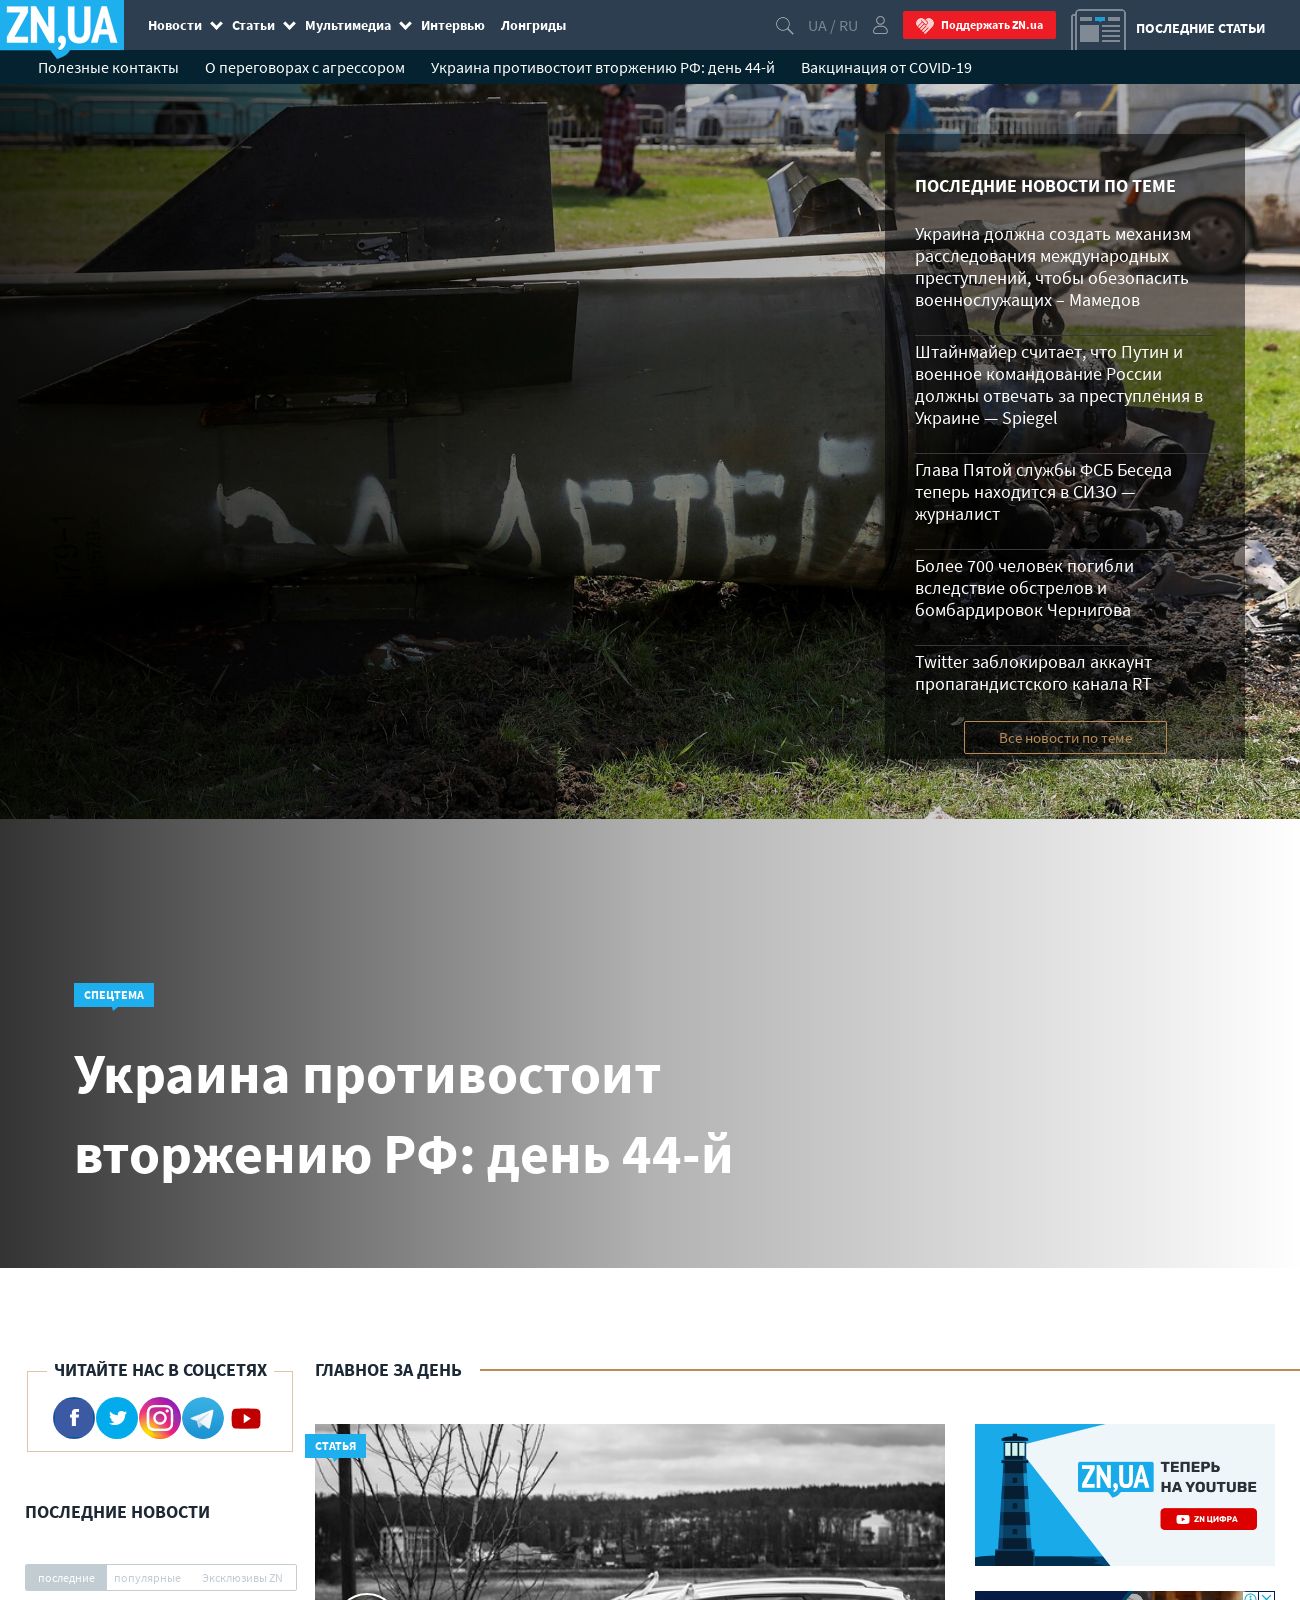 ZN,UA
Новости
Статьи
Мультимедиа
Интервью
Лонгриды
UA / RU
Поддержать ZN.ua
ПОСЛЕДНИЕ СТАТЬИ
Полезные контакты
О переговорах с агрессором
Украина противостоит вторжению РФ: день 44-й
Вакцинация от COVID-19
ПОСЛЕДНИЕ НОВОСТИ ПО ТЕМЕ
Украина должна создать механизм
расследования международных
преступлений, чтобы обезопасить
военнослужащих – Мамедов
Штайнмайер считает, что Путин и
военное командование России
должны отвечать за преступления в
Украине — Spiegel
Глава Пятой службы ФСБ Беседа
теперь находится в СИЗО —
журналист
Более 700 человек погибли
вследствие обстрелов и
бомбардировок Чернигова
Twitter заблокировал аккаунт
пропагандистского канала RT
Все новости по теме
СПЕЦТЕМА
Украина противостоит
вторжению РФ: день 44-й
ЧИТАЙТЕ НАС В СОЦСЕТЯХ
ГЛАВНОЕ ЗА ДЕНЬ
СТАТЬЯ
ZN,UA
ТЕПЕРЬ
НА YOUTUBE
ZN ЦИФРА
ПОСЛЕДНИЕ НОВОСТИ
последние
популярные
Эксклюзивы ZN